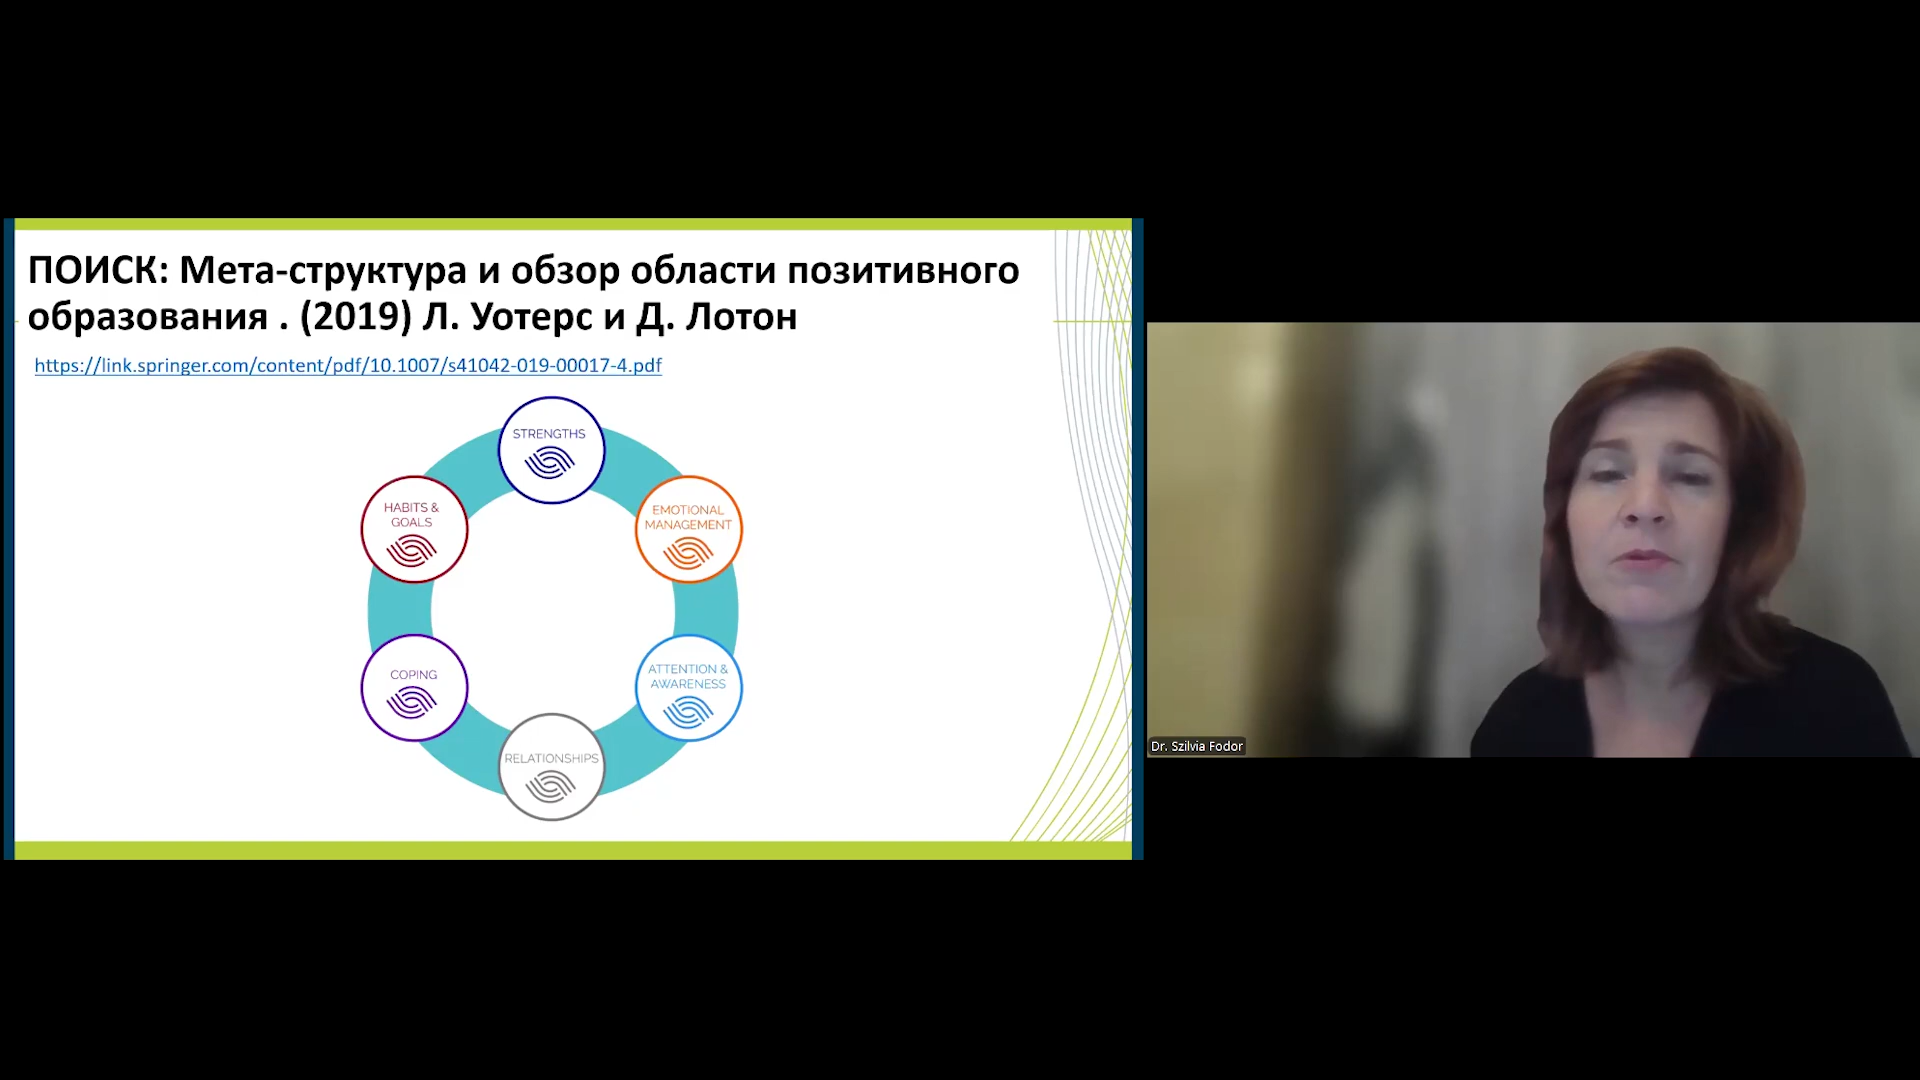 ПОИСК: Мета-структура и обзор области позитивного
образования . (2019) Л. Уотерс и Д. Лотон
https://link.springer.com/content/pdf/10.1007/s41042-019-00017-4.pdf
STRENGTHS
HABITS &
GOALS
EMOTIONAL
MANAGEMENT
COPING
ATTENTION &
AWARENESS
RELATIONSHIPS
Dr. Szilvia Fodor